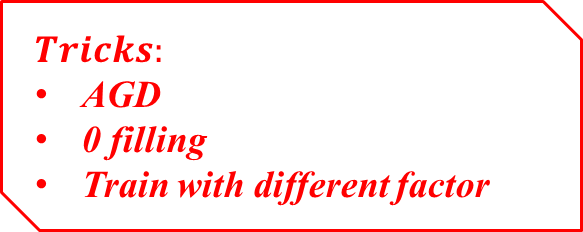 Tricks:
• AGD
• 0 filling
• Train with different factor